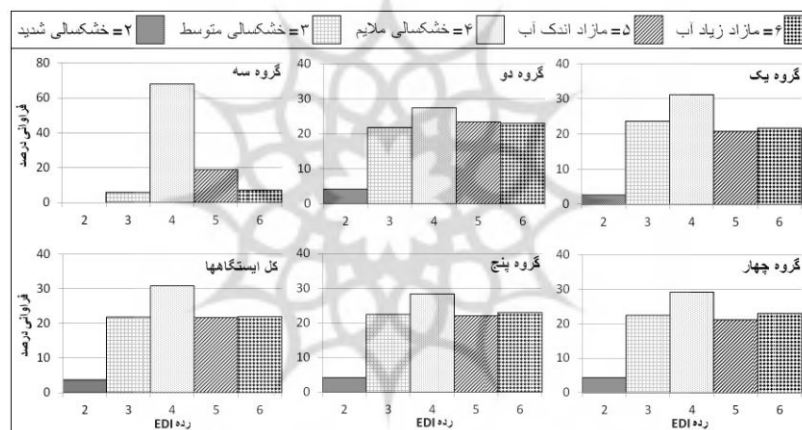 ۶= مازاد زیاد آب ۵= مازاد اندک آب ۴= خشکسالی ملایم ۳= خشکسالی متوسط ۲= خشکسالی شدید
گروه یک
40
30
20
10
0
2 3 4 5 6
گروه دو
40
30
20
10
0
2 3 4 5 6
گروه سه
فراوانی درصد
80
60
40
20
0
2 3 4 5 6
گروه چهار
40
30
20
10
0
2 3 4 5 6
رده EDI
گروه پنج
40
30
20
10
0
2 3 4 5 6
رده EDI
کل ایستگاهها
فراوانی درصد
40
30
20
10
0
2 3 4 5 6
رده EDI